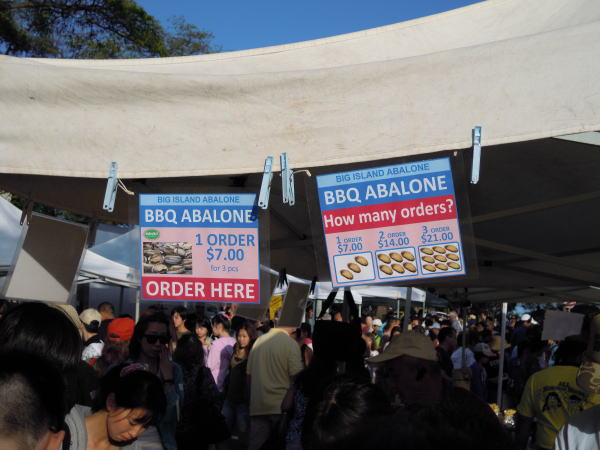 BIG ISLAND ABALONE
BBQ ABALONE
1 ORDER
$7.00
for 3 pcs
ORDER HERE
BIG ISLAND ABALONE
BBQ ABALONE
How many orders?
1 ORDER
$7.00
2 ORDER
$14.00
3 ORDER
$21.00